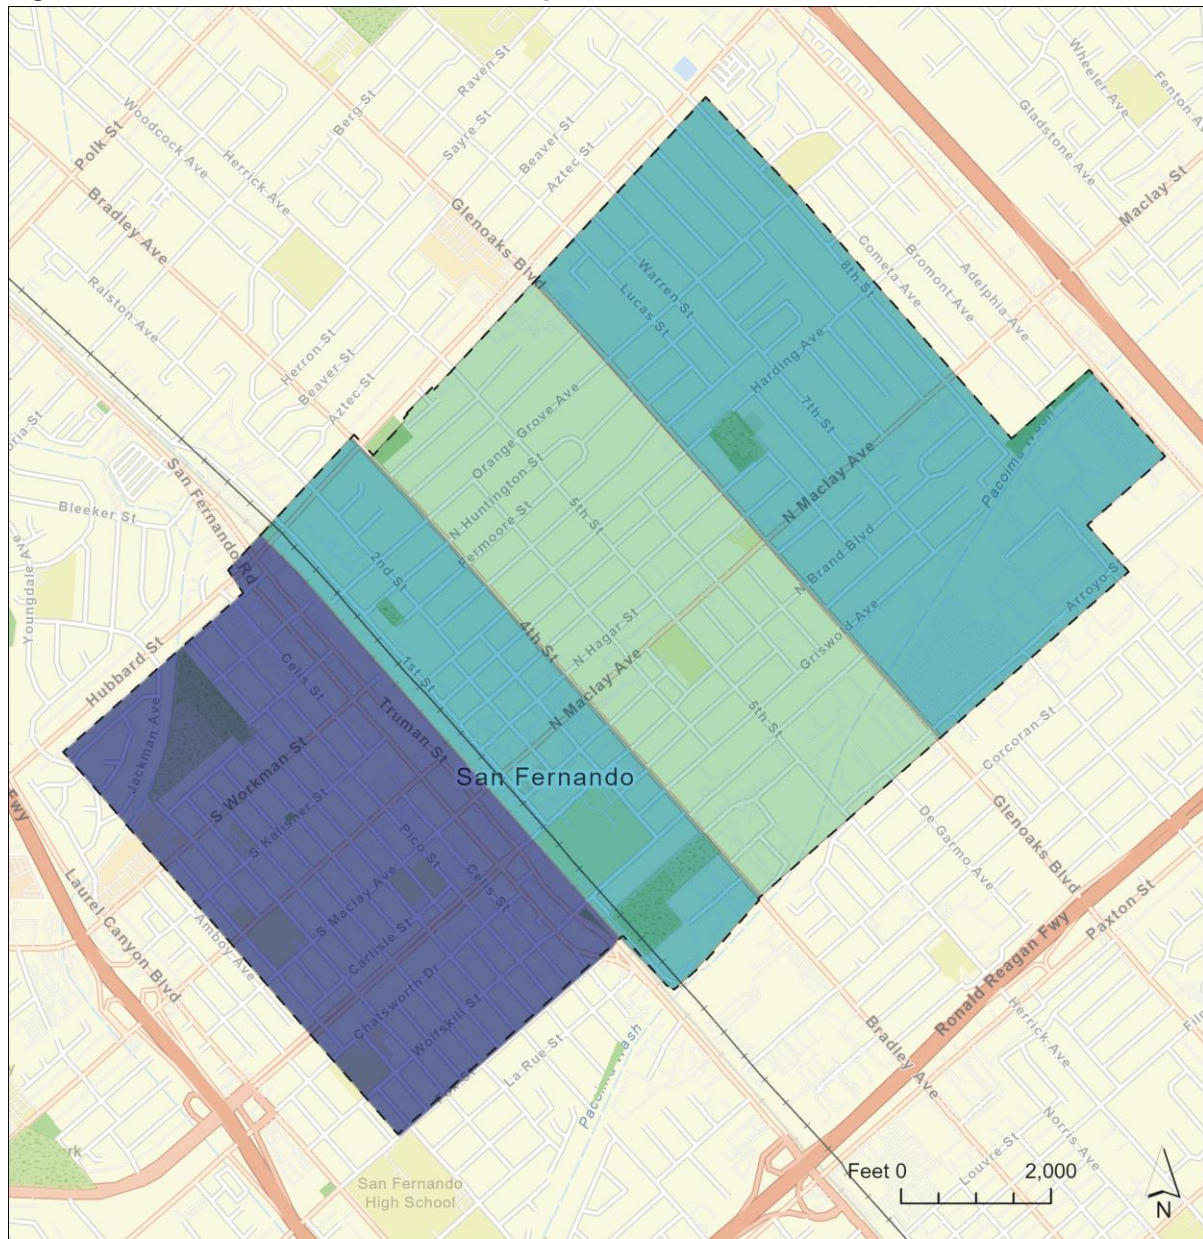 Raven St
Wheeler Ave
Fenton A
Berg St
Gladstone Ave
Woodcock Ave
Sayre St
Beaver St
Polk St
Herrick Ave
Aztec St
Maclay St
Bradley Ave
Glenoaks Blvd
Cometa Ave
Bromont Ave
Adelphia Ave
8th St
Warren St
Lucas St
Ralston Ave
Herron St
Beaver St
Harding Ave
Aztec St
7th St
Orange Grove Ave
oria St
N Huntington St
N Maclay Ave
San Fernando Rd
Bleeker St
5th St
Fermoore St
N Brand Blvd
2nd St
Youngdale Ave
Arroyo S
Griswold Ave
4th St
N Hagar St
1st St
Hubbard St
Celis St
N Maclay Ave
Jackman Ave
Truman St
5th St
Corcoran St
S Workman St
San Fernando
Fwy
S Kalisher St
Glenoaks Blvd
De Garmo Ave
Pico St
Celis St
S Maclay Ave
Laurel Canyon Blvd
Amboy Ave
Carlisle St
Paxton St
Ronald Reagan Fwy
Chatsworth Dr
Wolfskill St
Herrick Ave
La Rue St
Bradley Ave
Norris Ave
Louvre St
Feet 0 2,000
San Fernando
High School
N